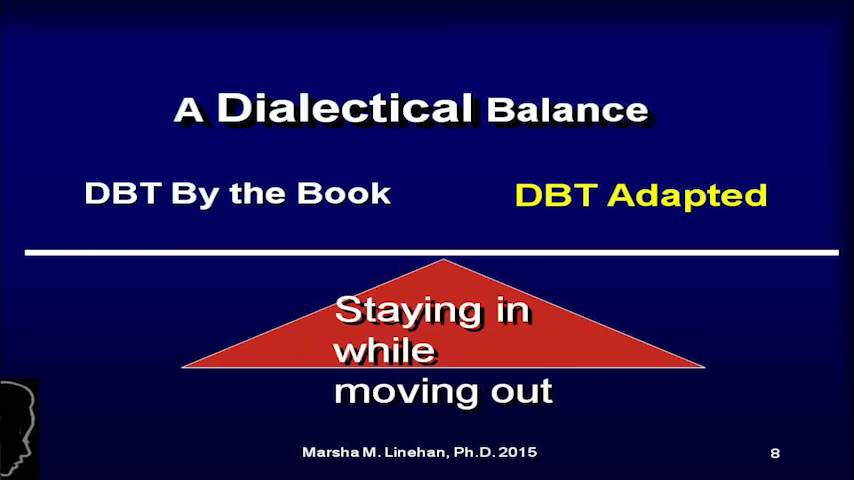 A Dialectical Balance
DBT By the Book
DBT Adapted
Staying in
while
moving out
Marsha M. Linehan, Ph.D. 2015
8